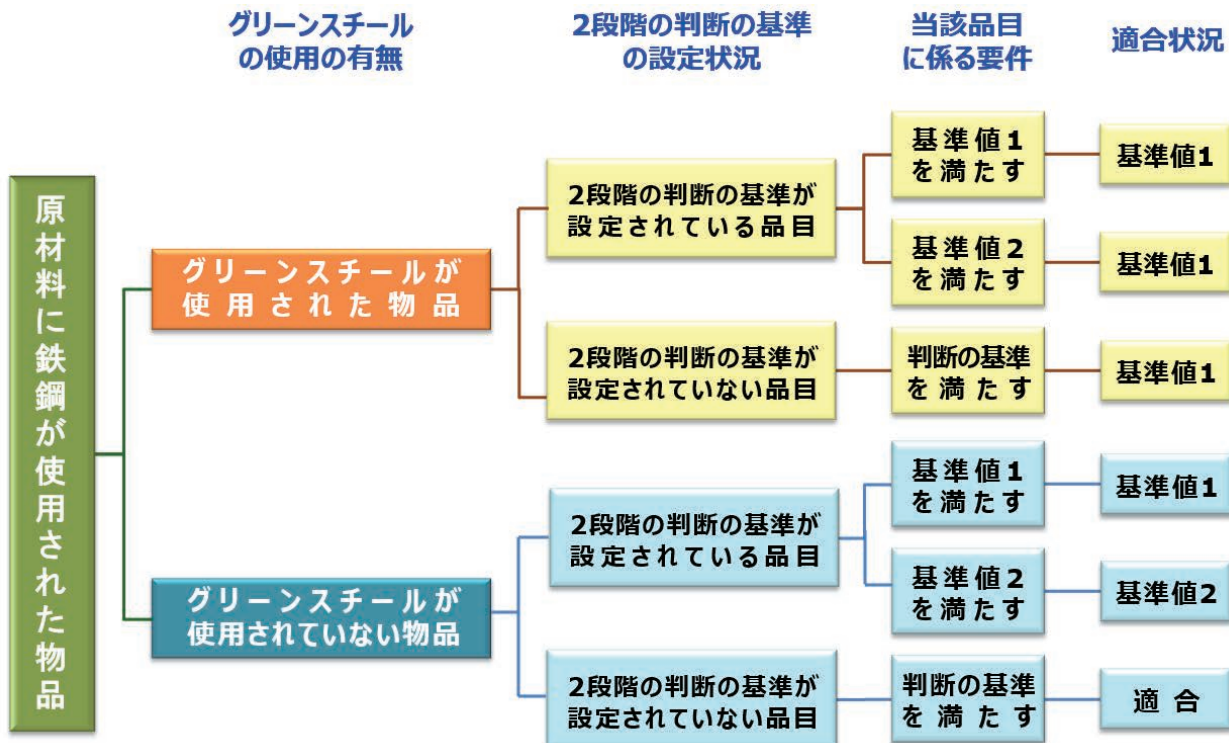 グリーンスチール
の使用の有無
2段階の判断の基準
の設定状況
当該品目
に係る要件
適合状況
原材料に鉄鋼が使用された物品
グリーンスチールが
使用された物品
2段階の判断の基準が
設定されている品目
基準値1
を満たす
基準値1
基準値2
を満たす
基準値1
2段階の判断の基準が
設定されていない品目
判断の基準
を満たす
基準値1
グリーンスチールが
使用されていない物品
2段階の判断の基準が
設定されている品目
基準値1
を満たす
基準値1
基準値2
を満たす
基準値2
2段階の判断の基準が
設定されていない品目
判断の基準
を満たす
適合